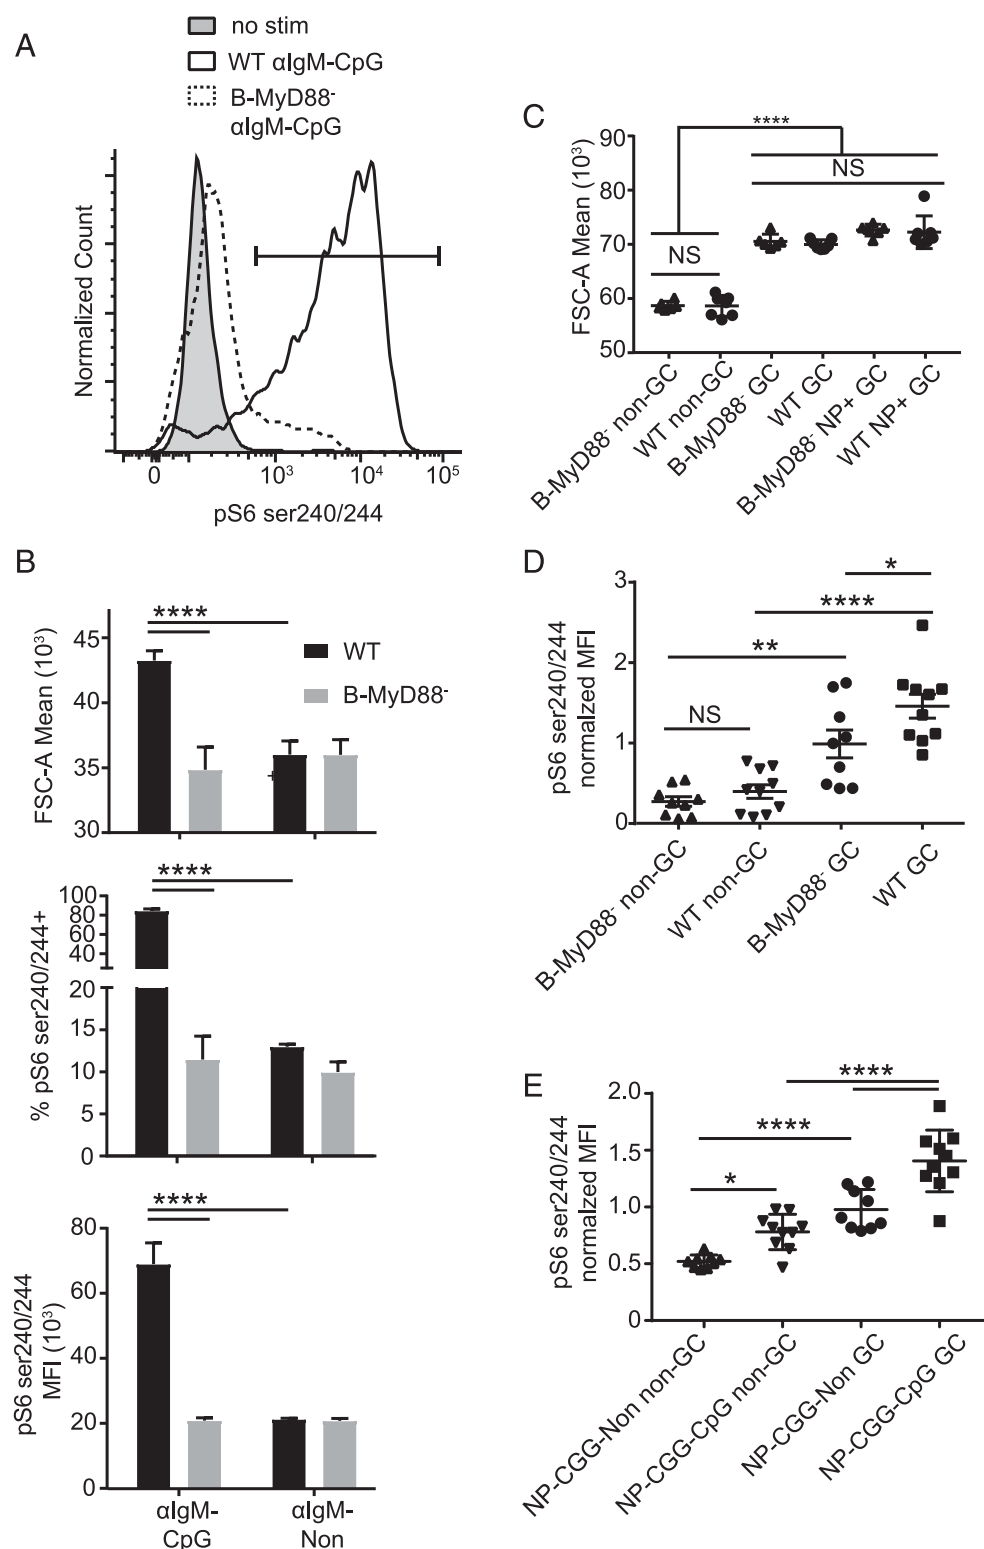 A
no stim
WT αIgM-CpG
B-MyD88⁻
αIgM-CpG
Normalized Count
0
10³
10⁴
10⁵
pS6 ser240/244
B
****
FSC-A Mean (10³)
45
40
35
30
WT
B-MyD88⁻
****
% pS6 ser240/244+
100
80
60
40
20
15
10
5
0
****
pS6 ser240/244
MFI (10³)
80
60
40
20
0
αIgM-
CpG
αIgM-
Non
C
****
NS
NS
FSC-A Mean (10³)
90
80
70
60
50
B-MyD88⁻ non-GC
WT non-GC
B-MyD88⁻ GC
WT GC
B-MyD88⁻ NP+ GC
WT NP+ GC
D
*
****
**
NS
pS6 ser240/244
normalzed MFI
3
2
1
0
B-MyD88⁻ non-GC
WT non-GC
B-MyD88⁻ GC
WT GC
E
****
****
*
pS6 ser240/244
normalzed MFI
2.0
1.5
1.0
0.5
0
NP-CGG-Non non-GC
NP-CGG-CpG non-GC
NP-CGG-Non GC
NP-CGG-CpG GC